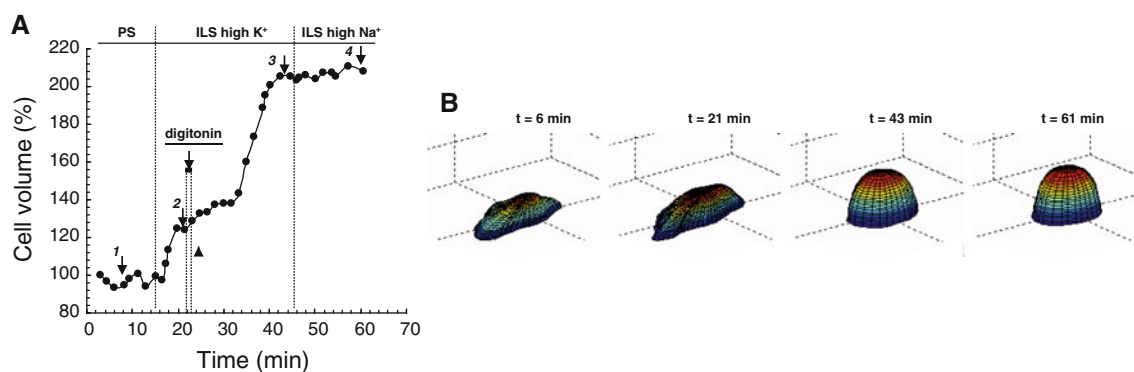 A
PS ILS high K⁺ ILS high Na⁺
220
200
180
160
140
120
100
80
Cell volume (%)
1
digitonin
2
3
4
0 10 20 30 40 50 60 70
Time (min)
B
t = 6 min t = 21 min t = 43 min t = 61 min